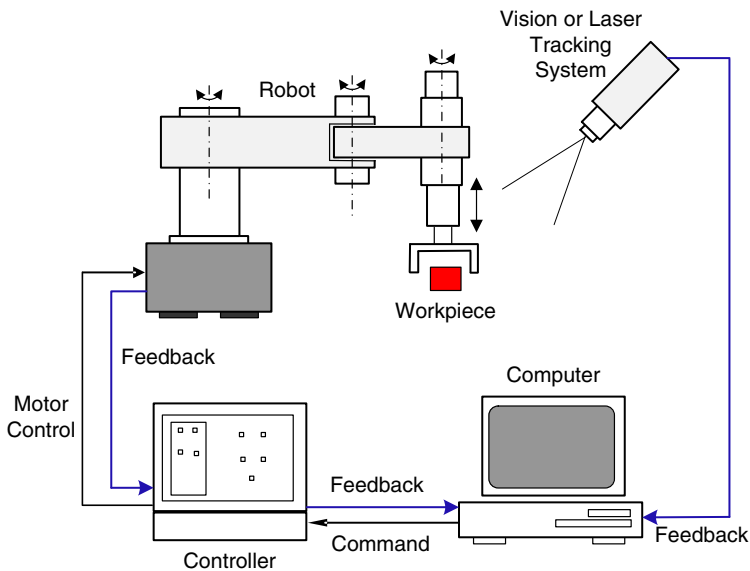 Vision or Laser
Tracking
System
Robot
Workpiece
Feedback
Motor
Control
Computer
Feedback
Command
Feedback
Controller